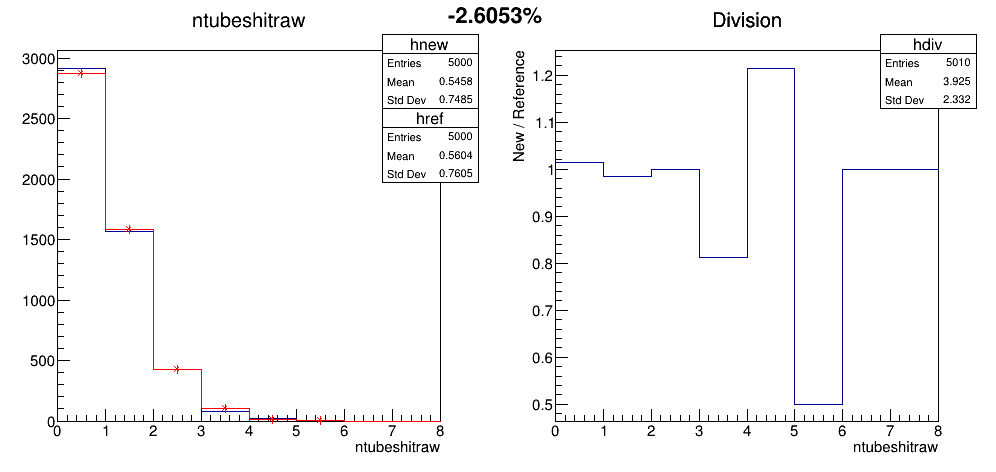 -2.6053%
ntubeshitraw
hnew
Entries 5000
Mean 0.5458
Std Dev 0.7485
href
Entries 5000
Mean 0.5604
Std Dev 0.7605
3000
2500
2000
1500
1000
500
0
0 1 2 3 4 5 6 7 8
ntubeshitraw
Division
hdiv
Entries 5010
Mean 3.925
Std Dev 2.332
New / Reference
1.2
1.1
1
0.9
0.8
0.7
0.6
0.5
0 1 2 3 4 5 6 7 8
ntubeshitraw